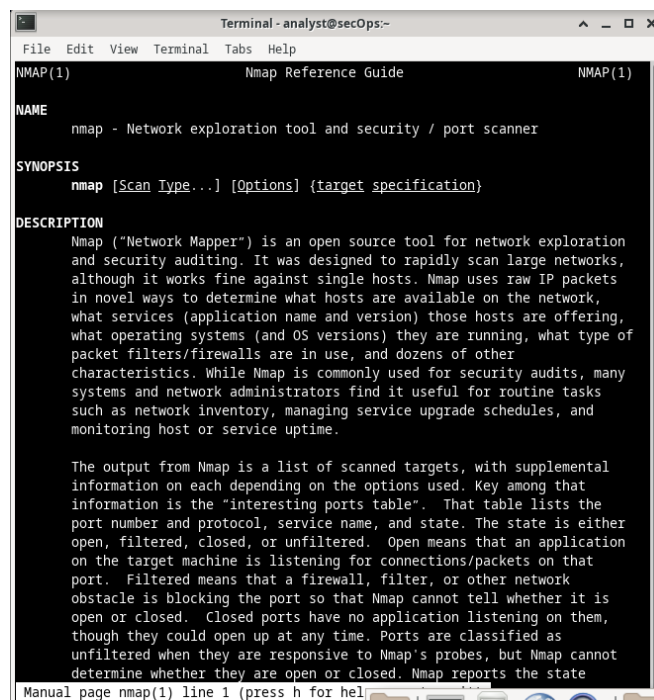 Terminal - analyst@secOps:~
File Edit View Terminal Tabs Help
NMAP(1) Nmap Reference Guide NMAP(1)
NAME
nmap - Network exploration tool and security / port scanner
SYNOPSIS
nmap [Scan Type...] [Options] {target specification}
DESCRIPTION
Nmap (“Network Mapper”) is an open source tool for network exploration
and security auditing. It was designed to rapidly scan large networks,
although it works fine against single hosts. Nmap uses raw IP packets
in novel ways to determine what hosts are available on the network,
what services (application name and version) those hosts are offering,
what operating systems (and OS versions) they are running, what type of
packet filters/firewalls are in use, and dozens of other
characteristics. While Nmap is commonly used for security audits, many
systems and network administrators find it useful for routine tasks
such as network inventory, managing service upgrade schedules, and
monitoring host or service uptime.
The output from Nmap is a list of scanned targets, with supplemental
information on each depending on the options used. Key among that
information is the “interesting ports table”. That table lists the
port number and protocol, service name, and state. The state is either
open, filtered, closed, or unfiltered. Open means that an application
on the target machine is listening for connections/packets on that
port. Filtered means that a firewall, filter, or other network
obstacle is blocking the port so that Nmap cannot tell whether it is
open or closed. Closed ports have no application listening on them,
though they could open up at any time. Ports are classified as
unfiltered when they are responsive to Nmap's probes, but Nmap cannot
determine whether they are open or closed. Nmap reports the state
Manual page nmap(1) line 1 (press h for hel